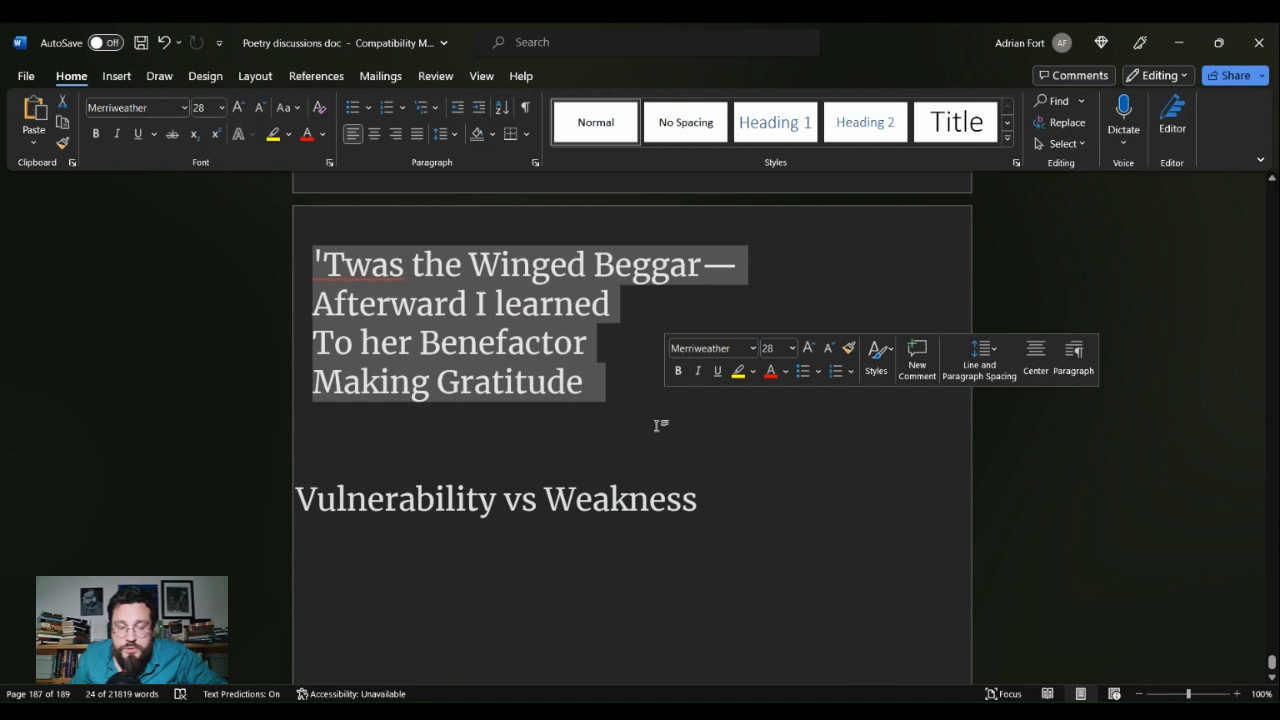 AutoSave Off Poetry discussions doc - Compatibility M... Search Adrian Fort AF
File Home Insert Draw Design Layout References Mailings Review View Help Comments Editing Share
Paste Merriweather 28 Aa Normal No Spacing Heading 1 Heading 2 Title Find Replace Select Dictate Editor
Clipboard Font Paragraph Styles Editing Voice Editor
'Twas the Winged Beggar—
Afterward I learned
To her Benefactor
Making Gratitude
Merriweather 28 Styles New Comment Line and Paragraph Spacing Center Paragraph
Vulnerability vs Weakness
Page 187 of 189 24 of 21819 words Text Predictions: On Accessibility: Unavailable Focus 100%